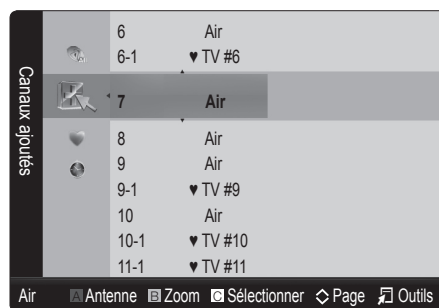 Canaux ajoutés
6 Air
6-1 ♥ TV #6
7 Air
8 Air
9 Air
9-1 ♥ TV #9
10 Air
10-1 ♥ TV #10
11-1 ♥ TV #11
Air A Antenne B Zoom C Sélectionner Page Outils